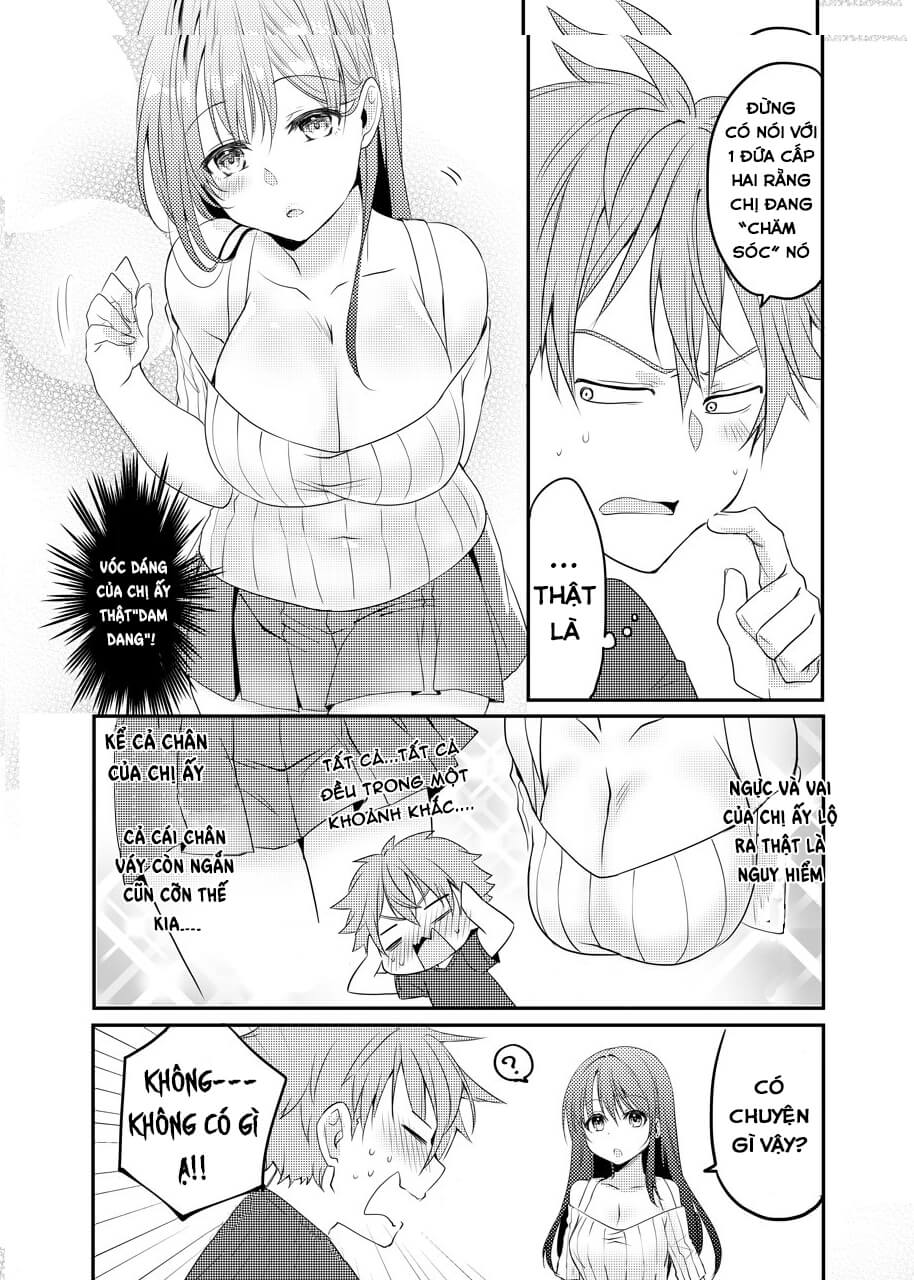 ĐỪNG
CÓ NÓI VỚI
1 ĐỨA CẤP
HAI RẰNG
CHỊ ĐANG
“CHĂM
SÓC” NÓ
...
THẬT
LÀ
VÓC DÁNG
CỦA CHỊ ẤY
THẬT"DAM
DANG"!
NGỰC VÀ VAI
CỦA CHỊ ẤY LỘ
RA THẬT LÀ
NGUY HIỂM
TẤT CẢ...TẤT CẢ
ĐỀU TRONG MỘT
KHOẢNH KHẮC....
KỂ CẢ CHÂN
CỦA CHỊ ẤY
CẢ CÁI CHÂN
VÁY CÒN NGẮN
CŨN CỠN THẾ
KIA....
CÓ
CHUYỆN
GÌ VẬY?
?
KHÔNG---
KHÔNG CÓ GÌ
Ạ!!